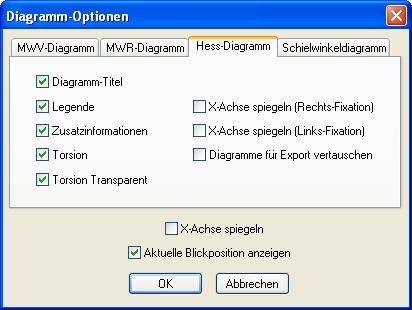 Diagramm-Optionen
MWV-Diagramm MWR-Diagramm Hess-Diagramm Schielwinkeldiagramm
Diagramm-Titel
Legende X-Achse spiegeln (Rechts-Fixation)
Zusatzinformationen X-Achse spiegeln (Links-Fixation)
Torsion Diagramme für Export vertauschen
Torsion Transparent
X-Achse spiegeln
Aktuelle Blickposition anzeigen
OK Abbrechen